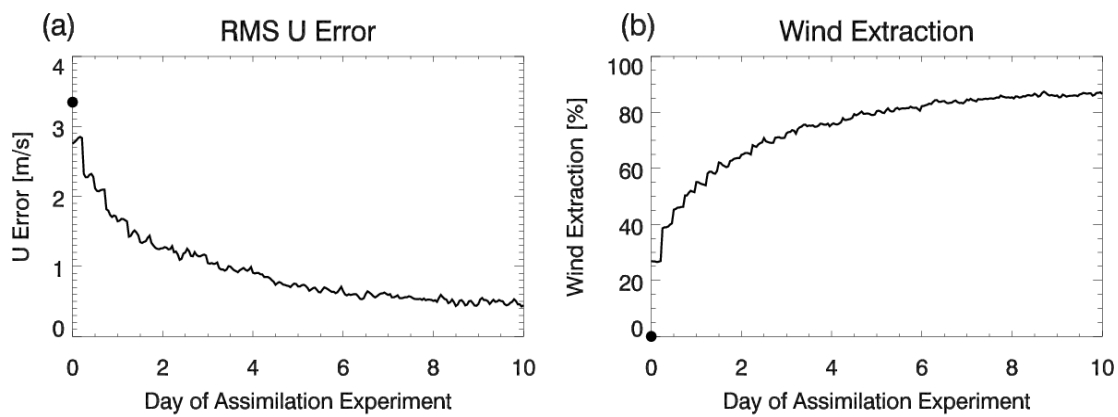 (a)
RMS U Error
4
3
2
1
0
U Error [m/s]
0 2 4 6 8 10
Day of Assimilation Experiment
(b)
Wind Extraction
100
80
60
40
20
0
Wind Extraction [%]
0 2 4 6 8 10
Day of Assimilation Experiment